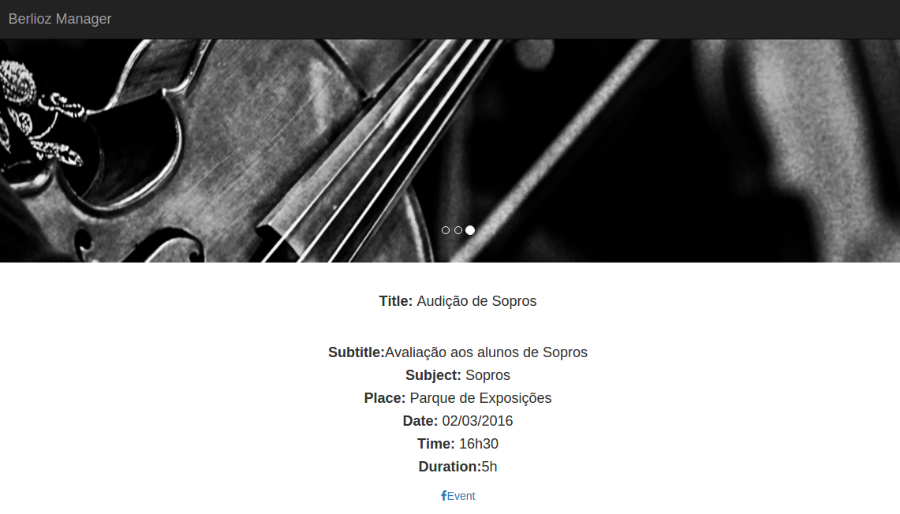 Berlioz Manager
Title: Audição de Sopros
Subtitle:Avaliação aos alunos de Sopros
Subject: Sopros
Place: Parque de Exposições
Date: 02/03/2016
Time: 16h30
Duration:5h
Event